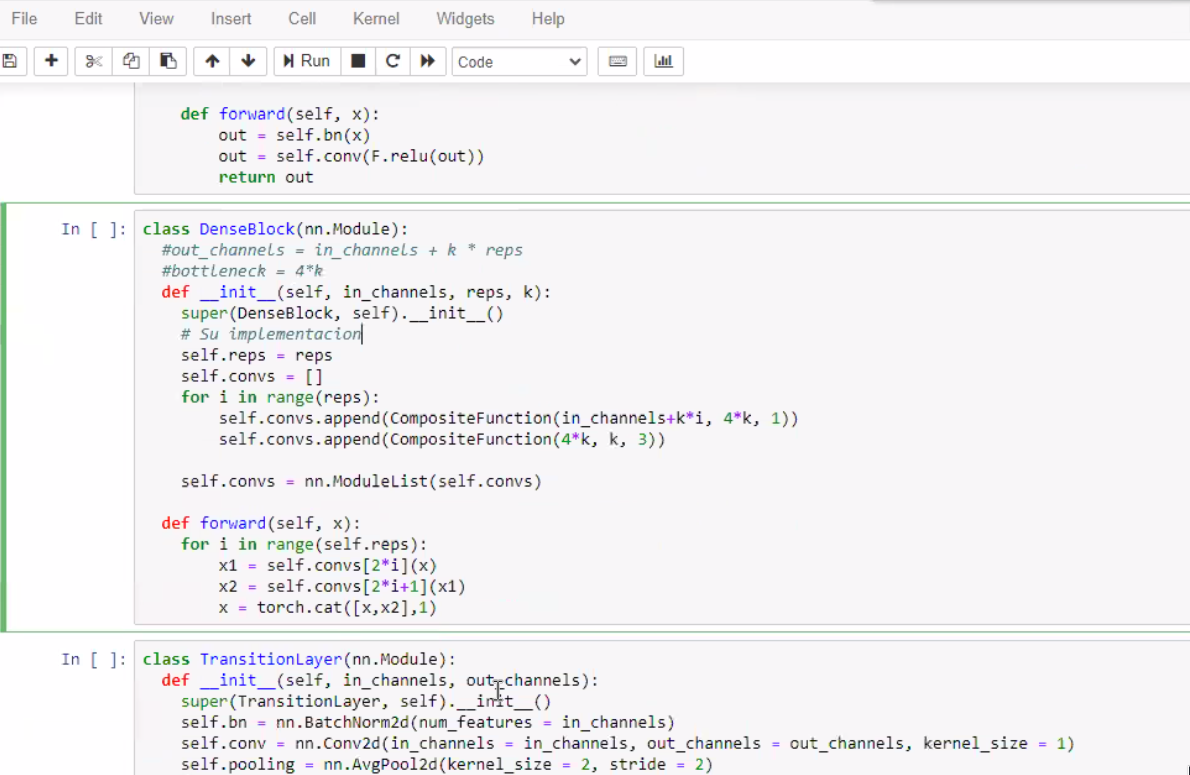 File Edit View Insert Cell Kernel Widgets Help
Run Code
def forward(self, x):
out = self.bn(x)
out = self.conv(F.relu(out))
return out
In [ ]: class DenseBlock(nn.Module):
#out_channels = in_channels + k * reps
#bottleneck = 4*k
def __init__(self, in_channels, reps, k):
super(DenseBlock, self).__init__()
# Su implementacion
self.reps = reps
self.convs = []
for i in range(reps):
self.convs.append(CompositeFunction(in_channels+k*i, 4*k, 1))
self.convs.append(CompositeFunction(4*k, k, 3))
self.convs = nn.ModuleList(self.convs)
def forward(self, x):
for i in range(self.reps):
x1 = self.convs[2*i](x)
x2 = self.convs[2*i+1](x1)
x = torch.cat([x,x2],1)
In [ ]: class TransitionLayer(nn.Module):
def __init__(self, in_channels, out_channels):
super(TransitionLayer, self).__init__()
self.bn = nn.BatchNorm2d(num_features = in_channels)
self.conv = nn.Conv2d(in_channels = in_channels, out_channels = out_channels, kernel_size = 1)
self.pooling = nn.AvgPool2d(kernel_size = 2, stride = 2)